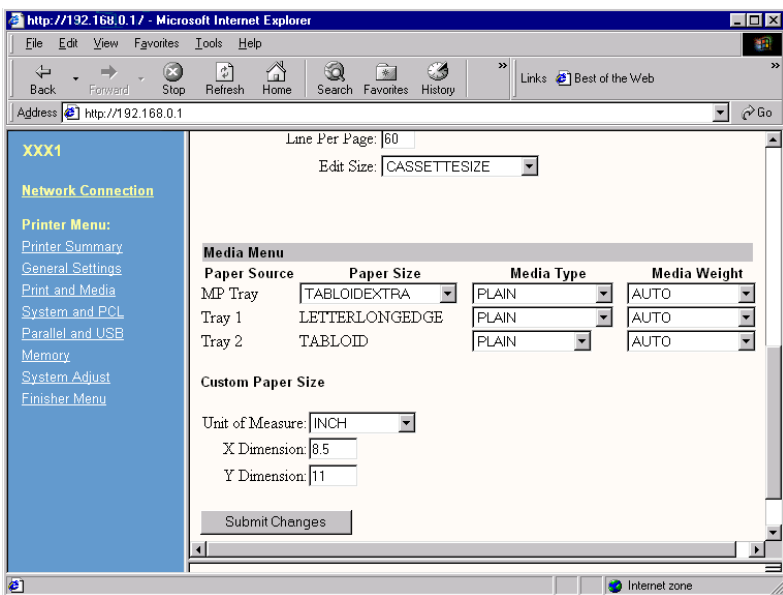 http://192.168.0.1/ - Microsoft Internet Explorer
File Edit View Favorites Tools Help
Back Forward Stop Refresh Home Search Favorites History » Links Best of the Web »
Address http://192.168.0.1 Go
XXX1
Network Connection
Printer Menu:
Printer Summary
General Settings
Print and Media
System and PCL
Parallel and USB
Memory
System Adjust
Finisher Menu
Line Per Page: 60
Edit Size: CASSETTESIZE
Media Menu
Paper Source Paper Size Media Type Media Weight
MP Tray TABLOIDEXTRA PLAIN AUTO
Tray 1 LETTERLONGEDGE PLAIN AUTO
Tray 2 TABLOID PLAIN AUTO
Custom Paper Size
Unit of Measure: INCH
X Dimension: 8.5
Y Dimension: 11
Submit Changes
Internet zone